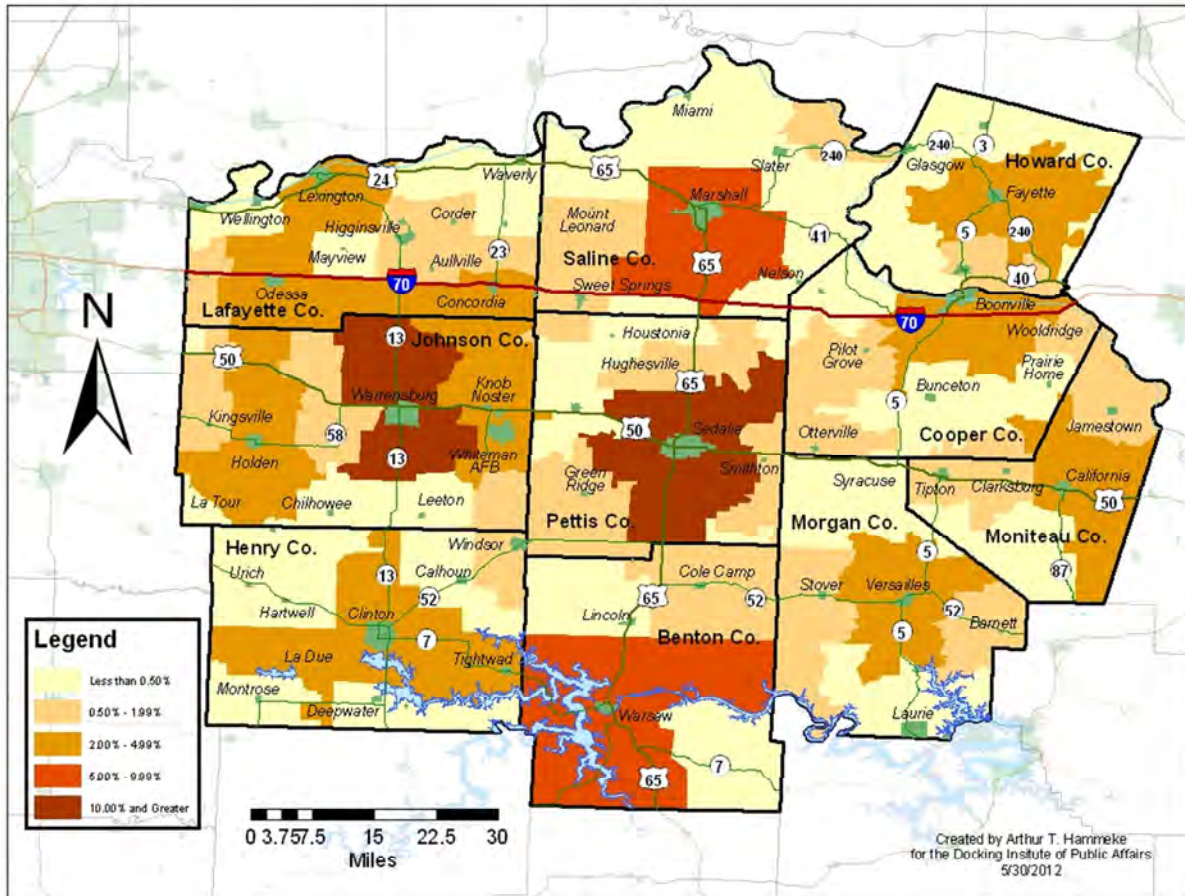 Miami
240
3
240
Glasgow
Howard Co.
Slater
65
24
Waverly
Fayette
Lexington
Marshall
Wellington
Corder
Mount
Leonard
Higginsville
5
240
41
23
Mayview
Aullville
Saline Co.
65
40
Nelson
70
Sweet Springs
Odessa
Concordia
Boonville
Lafayette Co.
70
Wooldridge
N
Houstonia
13
Johnson Co.
Pilot
Grove
Prairie
Home
50
Hughesville
65
Knob
Noster
Bunceton
Warrensburg
5
Kingsville
50
Sedalia
Jamestown
58
Otterville
Cooper Co.
13
Whiteman
AFB
Holden
Smithton
Green
Ridge
California
Syracuse
Tipton
Clarksburg
La Tour
Chilhowee
Leeton
50
Pettis Co.
Morgan Co.
Moniteau Co.
Henry Co.
Windsor
5
87
13
Calhoun
Cole Camp
Versailles
Urich
Stover
52
65
52
52
Hartwell
Clinton
Lincoln
Barnett
7
Benton Co.
5
La Due
Tightwad
Montrose
Deepwater
Warsaw
Laurie
7
65
Legend
Less than 0.50%
0.50% - 1.99%
2.00% - 4.99%
5.00% - 9.99%
10.00% and Greater
0 3.75 7.5 15 22.5 30
Miles
Created by Arthur T. Hammeke
for the Docking Insitute of Public Affairs
5/30/2012